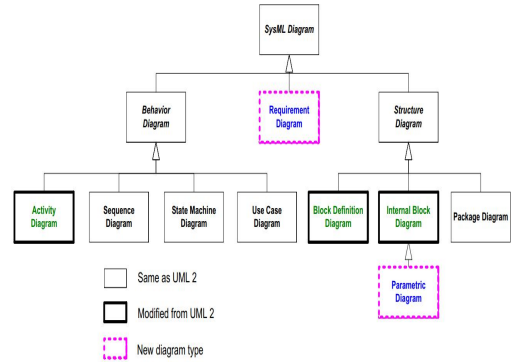 SysML Diagram
Behavior
Diagram
Requirement
Diagram
Structure
Diagram
Activity
Diagram
Sequence
Diagram
State Machine
Diagram
Use Case
Diagram
Block Definition
Diagram
Internal Block
Diagram
Package Diagram
Parametric
Diagram
Same as UML 2
Modified from UML 2
New diagram type